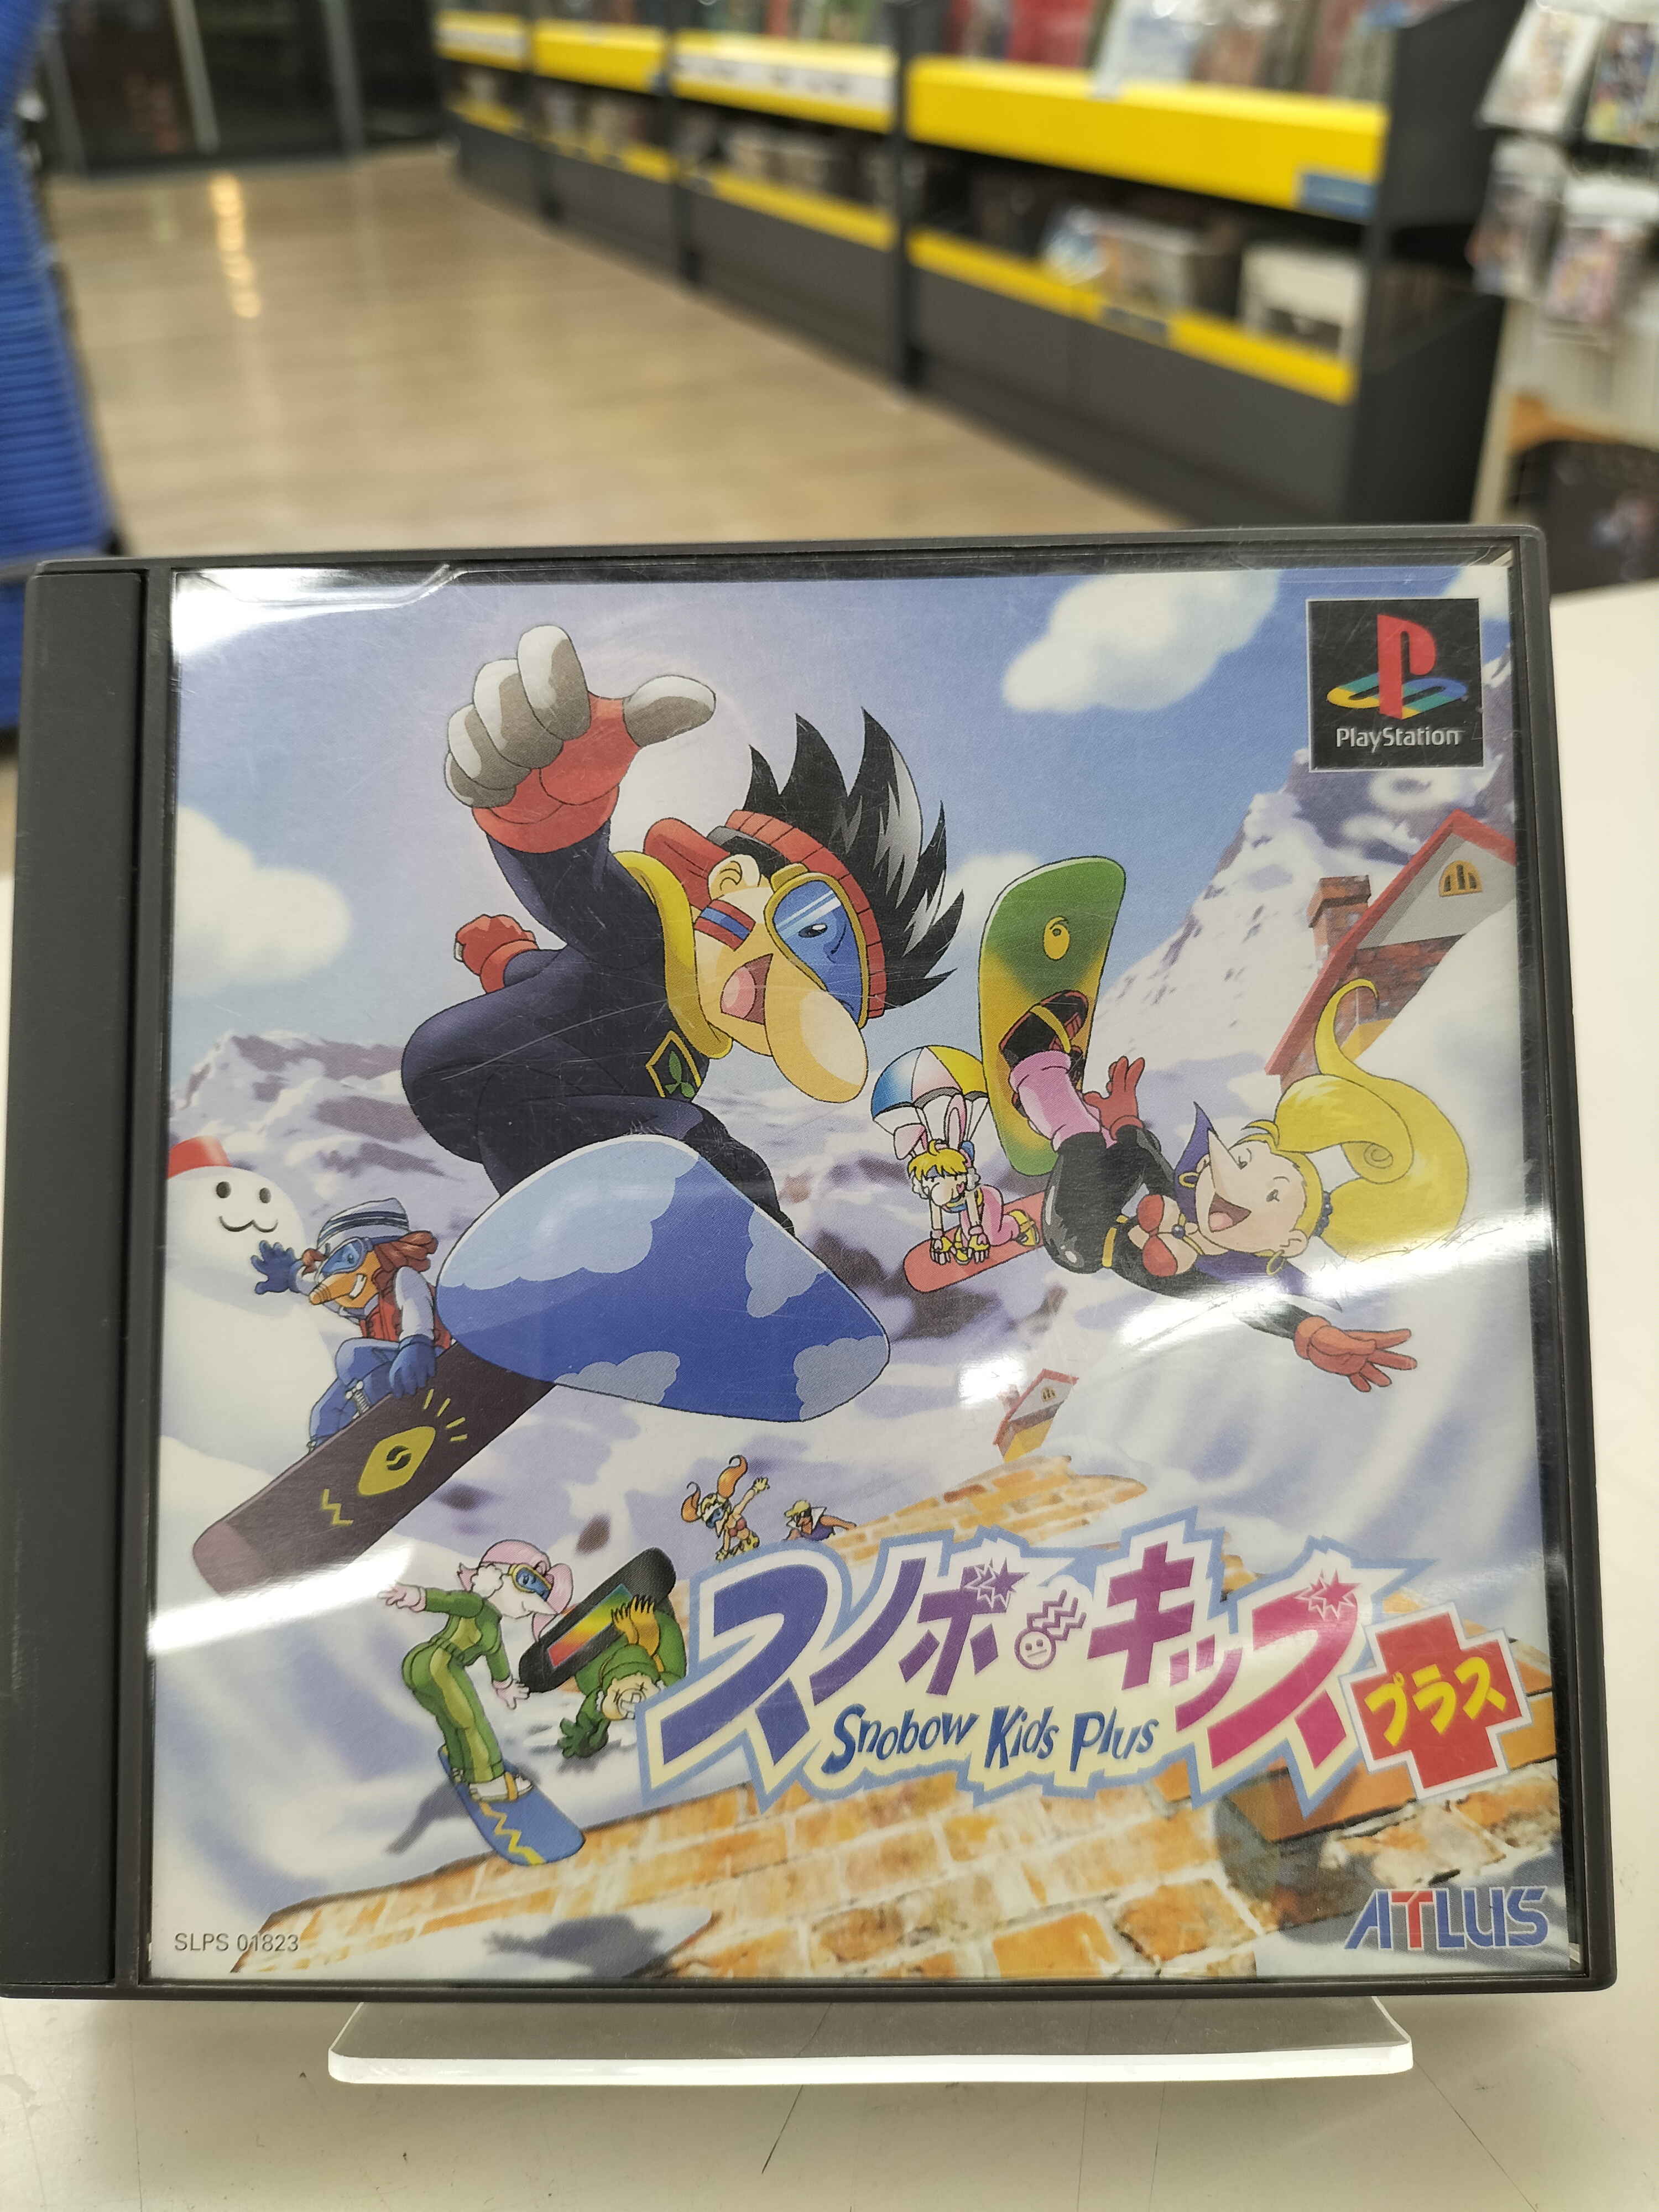 PlayStation
スノボキッズ
プラス
Snobow Kids Plus
ATLUS
SLPS 01823